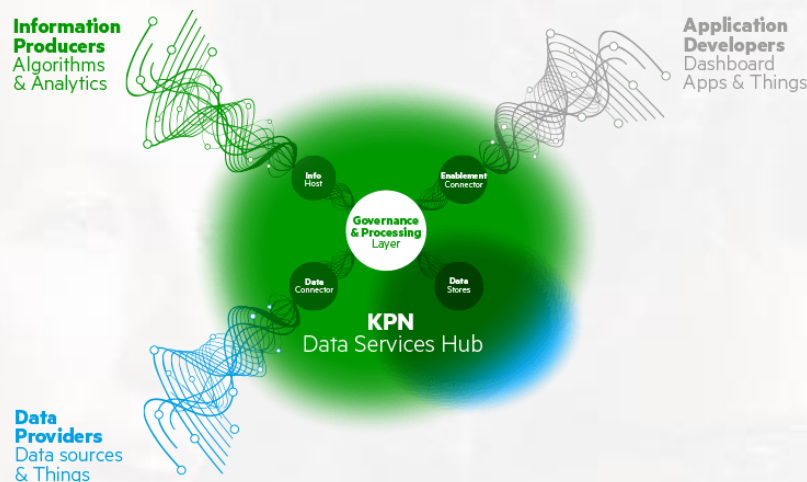 Information
Producers
Algorithms
& Analytics
Application
Developers
Dashboard
Apps & Things
Info
Host
Enablement
Connector
Governance
& Processing
Layer
Data
Connector
Data
Stores
KPN
Data Services Hub
Data
Providers
Data sources
& Things